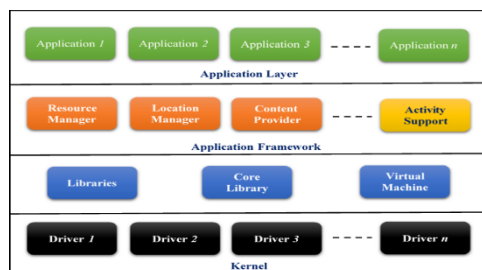 Application 1 Application 2 Application 3 Application n
Application Layer
Resource Manager Location Manager Content Provider Activity Support
Application Framework
Libraries Core Library Virtual Machine
Driver 1 Driver 2 Driver 3 Driver n
Kernel